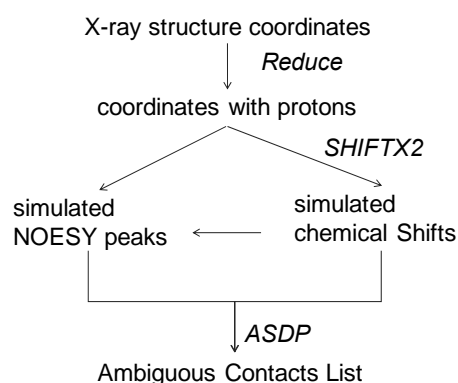 X-ray structure coordinates
Reduce
coordinates with protons
SHIFTX2
simulated
NOESY peaks
simulated
chemical Shifts
ASDP
Ambiguous Contacts List